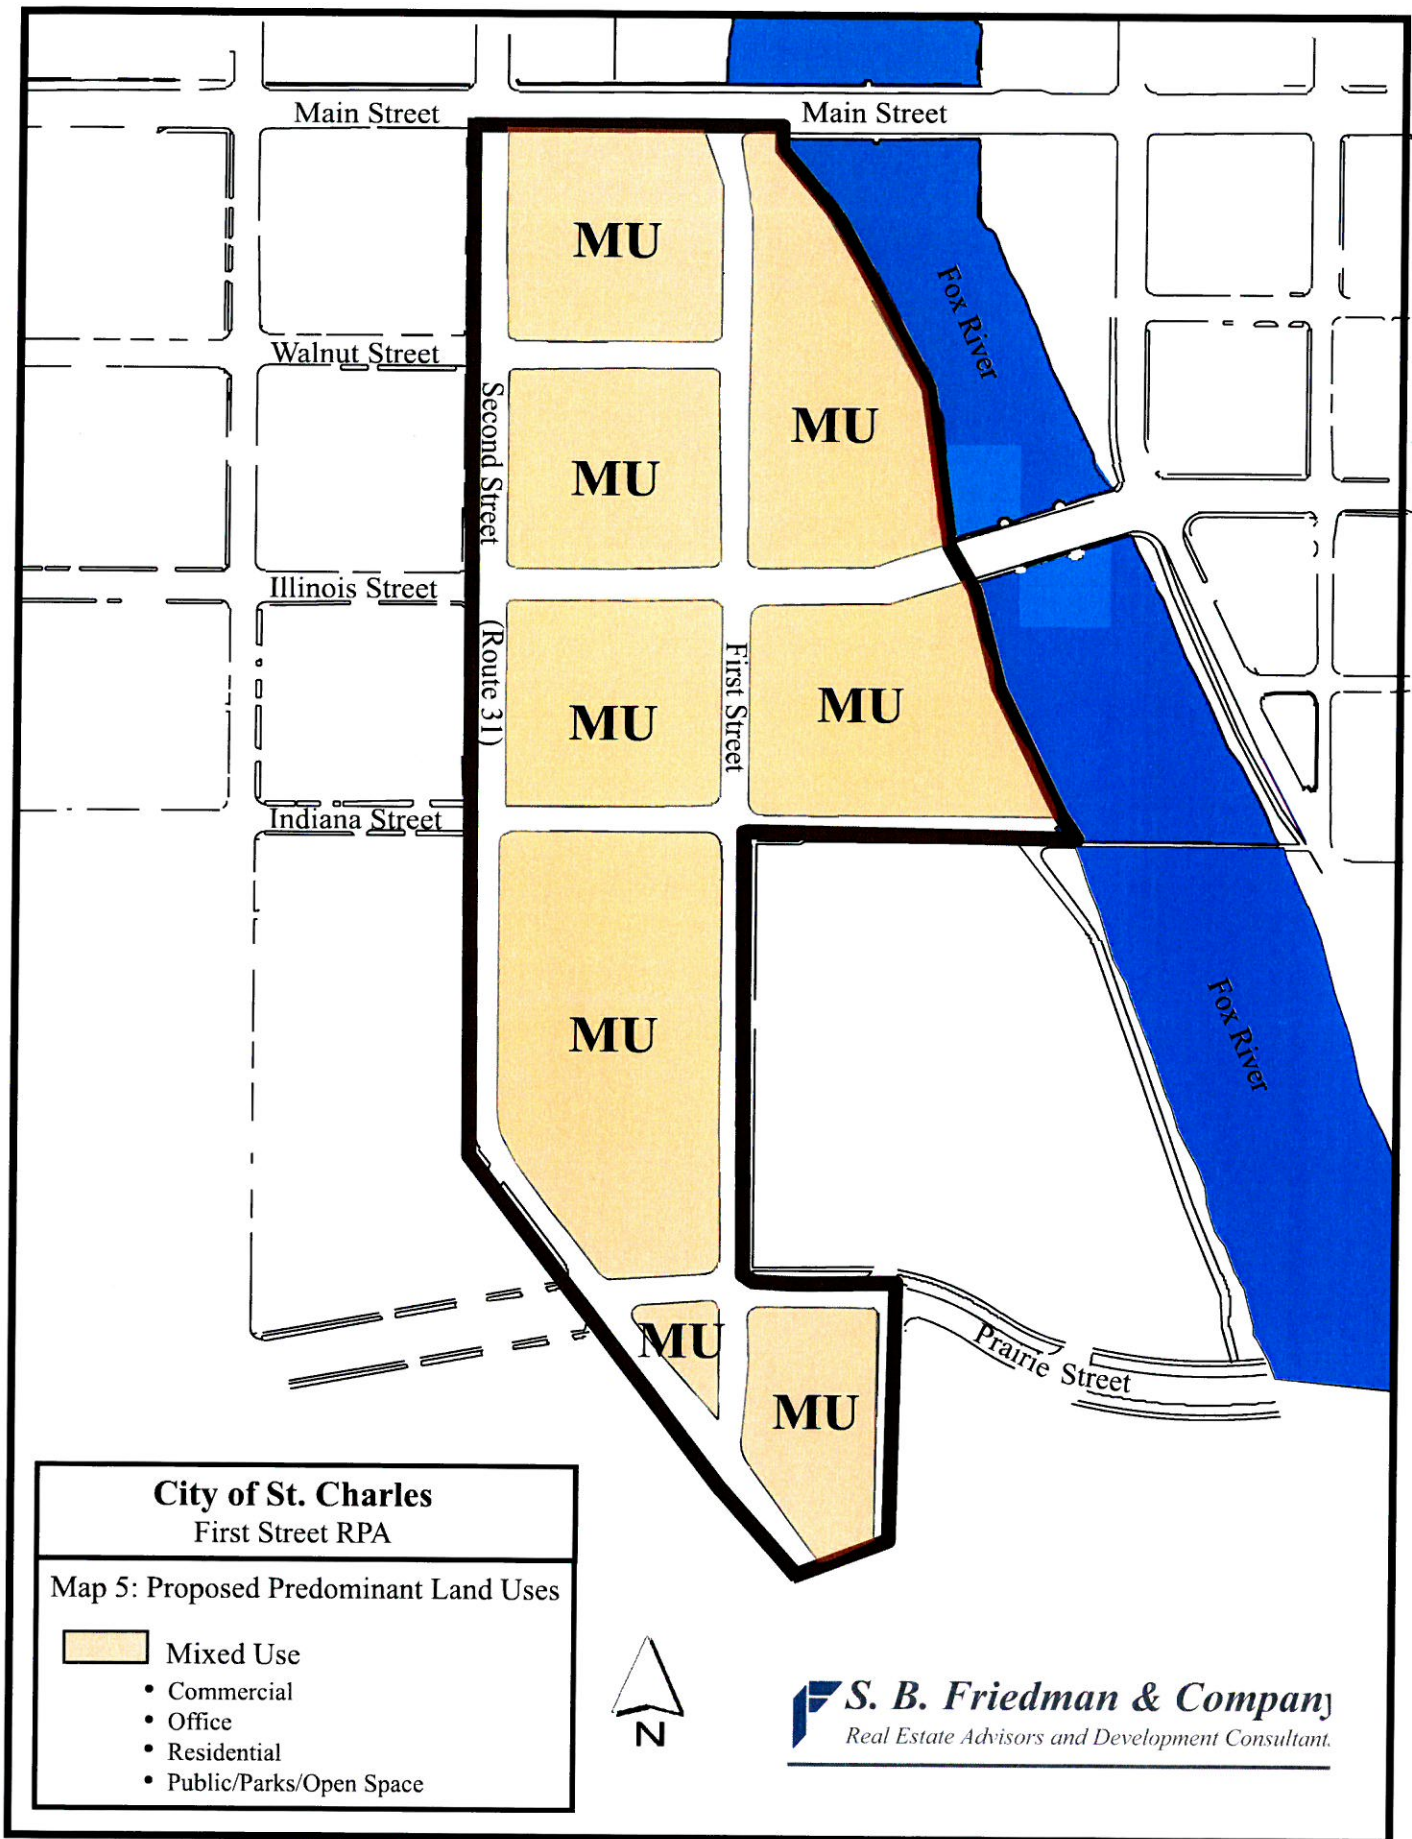 Main Street
Main Street
MU
Fox River
Walnut Street
Second Street
MU
MU
Illinois Street
(Route 31)
First Street
MU
MU
Indiana Street
MU
Fox River
MU
Prairie Street
MU
City of St. Charles
First Street RPA
Map 5: Proposed Predominant Land Uses
Mixed Use
• Commercial
• Office
• Residential
• Public/Parks/Open Space
N
S. B. Friedman & Company
Real Estate Advisors and Development Consultant.